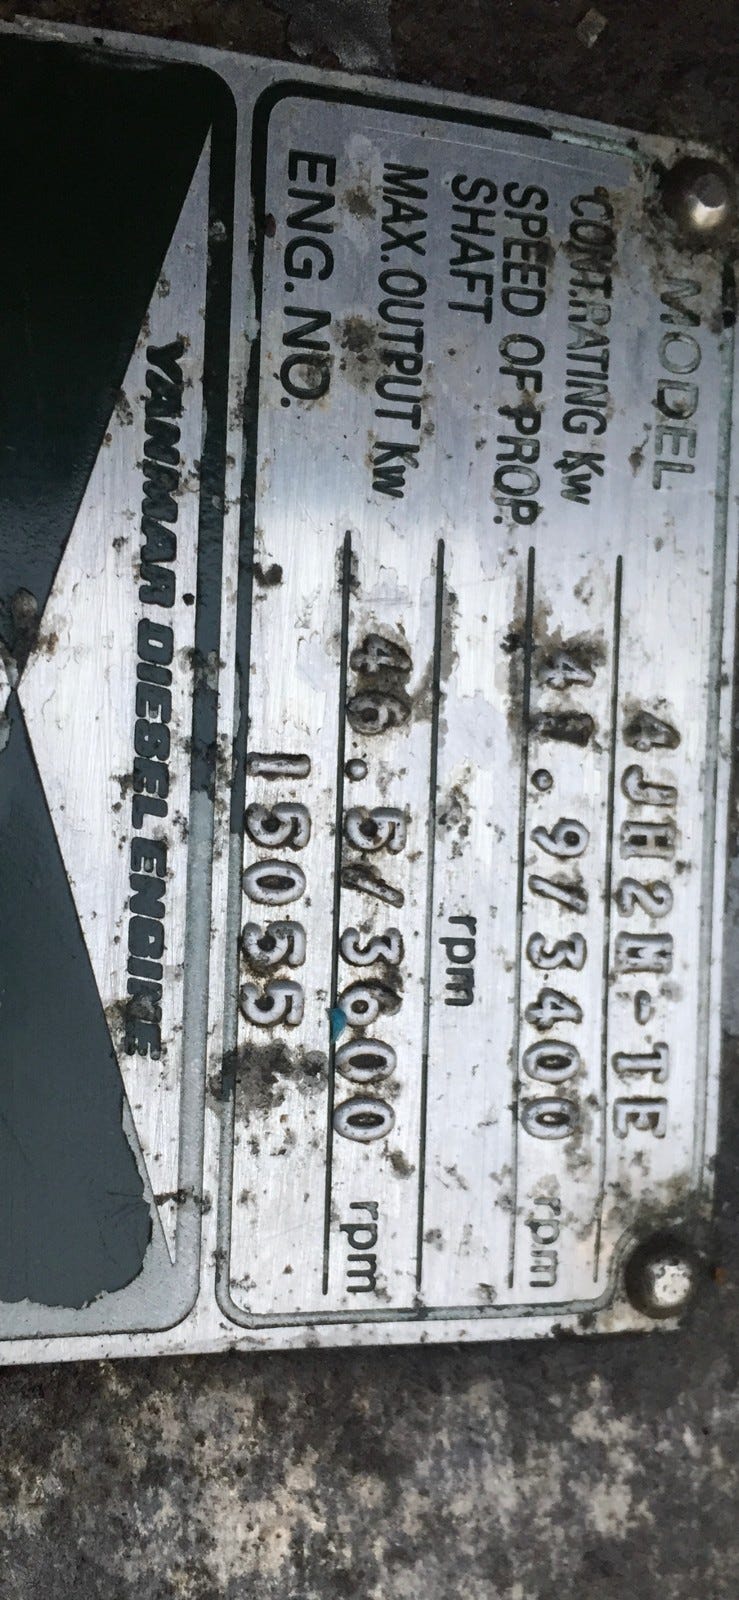 MODEL 4JH2W-TE
CONT.RATING Kw 41.9/3400 rpm
SPEED OF PROP.
SHAFT rpm
MAX.OUTPUT Kw 46.5/3600 rpm
ENG.NO. 15055
YANMAR DIESEL ENGINE